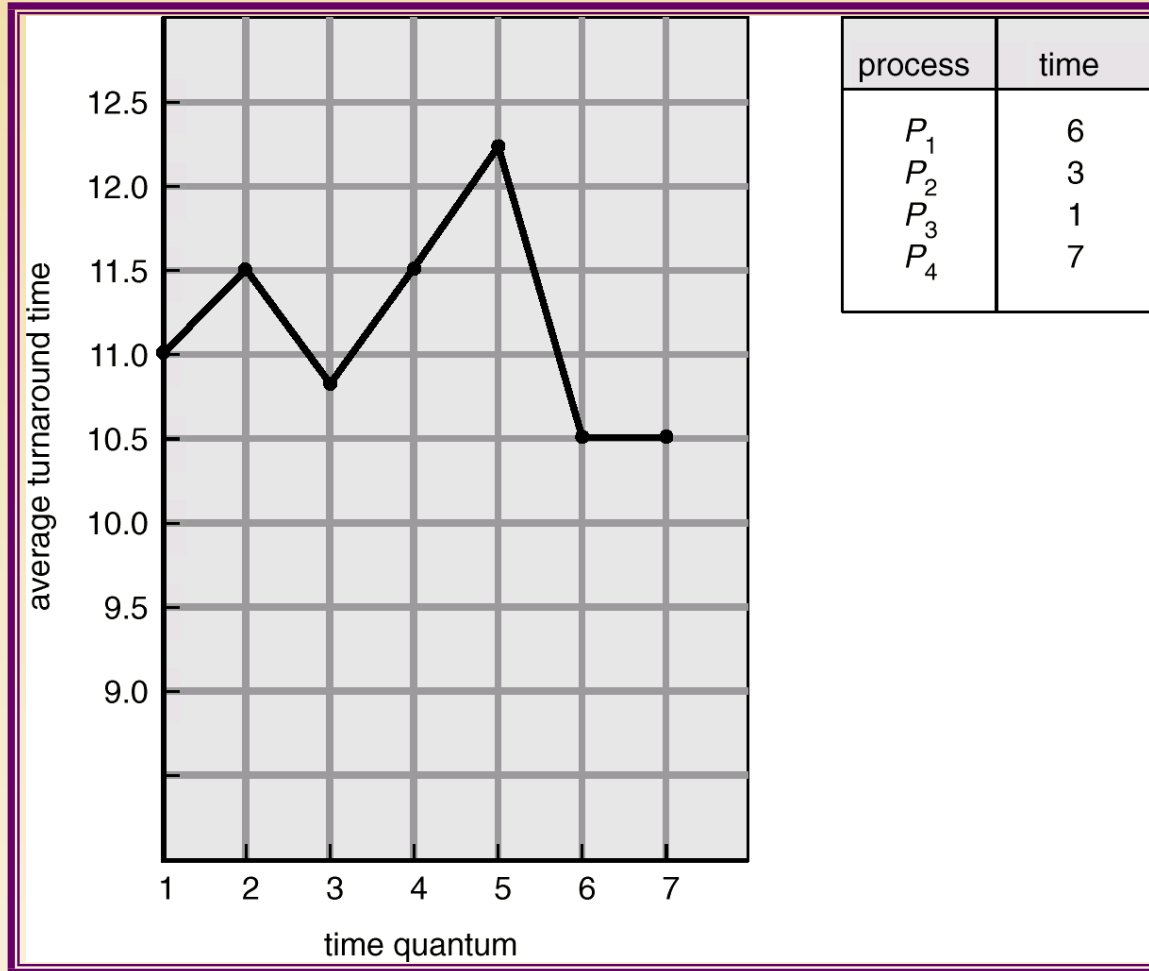 process time
P1 6
P2 3
P3 1
P4 7
12.5
12.0
11.5
11.0
10.5
10.0
9.5
9.0
average turnaround time
1 2 3 4 5 6 7
time quantum